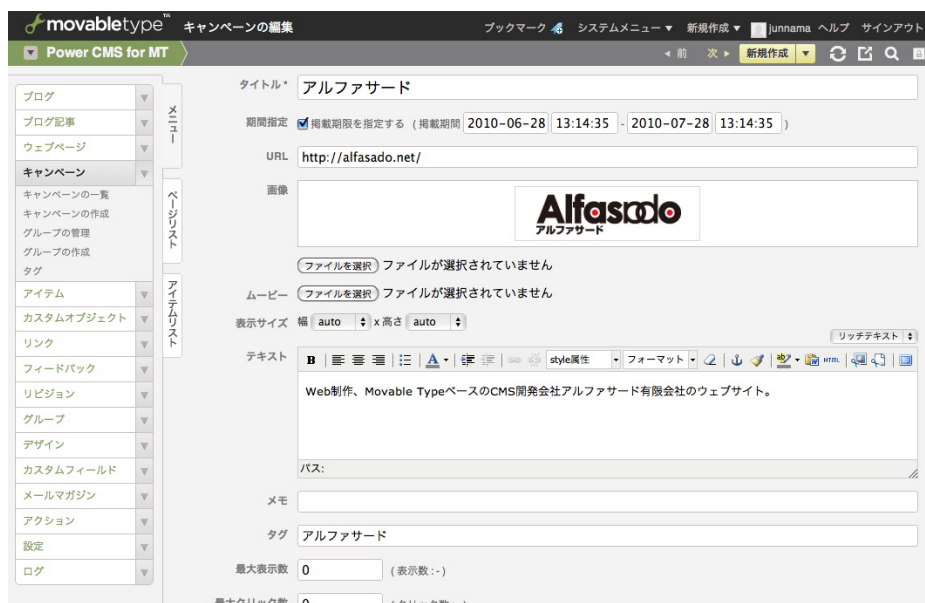 movabletype™ キャンペーンの編集 ブックマーク システムメニュー▼ 新規作成▼ junnama ヘルプ サインアウト
Power CMS for MT ◀ 前 次 ▶ 新規作成 ▼
ブログ
ブログ記事
ウェブページ
キャンペーン
キャンペーンの一覧
キャンペーンの作成
グループの管理
グループの作成
タグ
アイテム
カスタムオブジェクト
リンク
フィードバック
リビジョン
グループ
デザイン
カスタムフィールド
メールマガジン
アクション
設定
ログ
メニュー
ページリスト
アイテムリスト
タイトル* アルファサード
期間指定 掲載期限を指定する (掲載期間 2010-06-28 13:14:35 - 2010-07-28 13:14:35 )
URL http://alfasado.net/
画像
Alfasado
アルファサード
ファイルを選択 ファイルが選択されていません
ムービー ファイルを選択 ファイルが選択されていません
表示サイズ 幅 auto x 高さ auto
リッチテキスト
テキスト B A style属性 フォーマット HTML
Web制作、Movable TypeベースのCMS開発会社アルファサード有限会社のウェブサイト。
パス:
メモ
タグ アルファサード
最大表示数 0 (表示数:-)